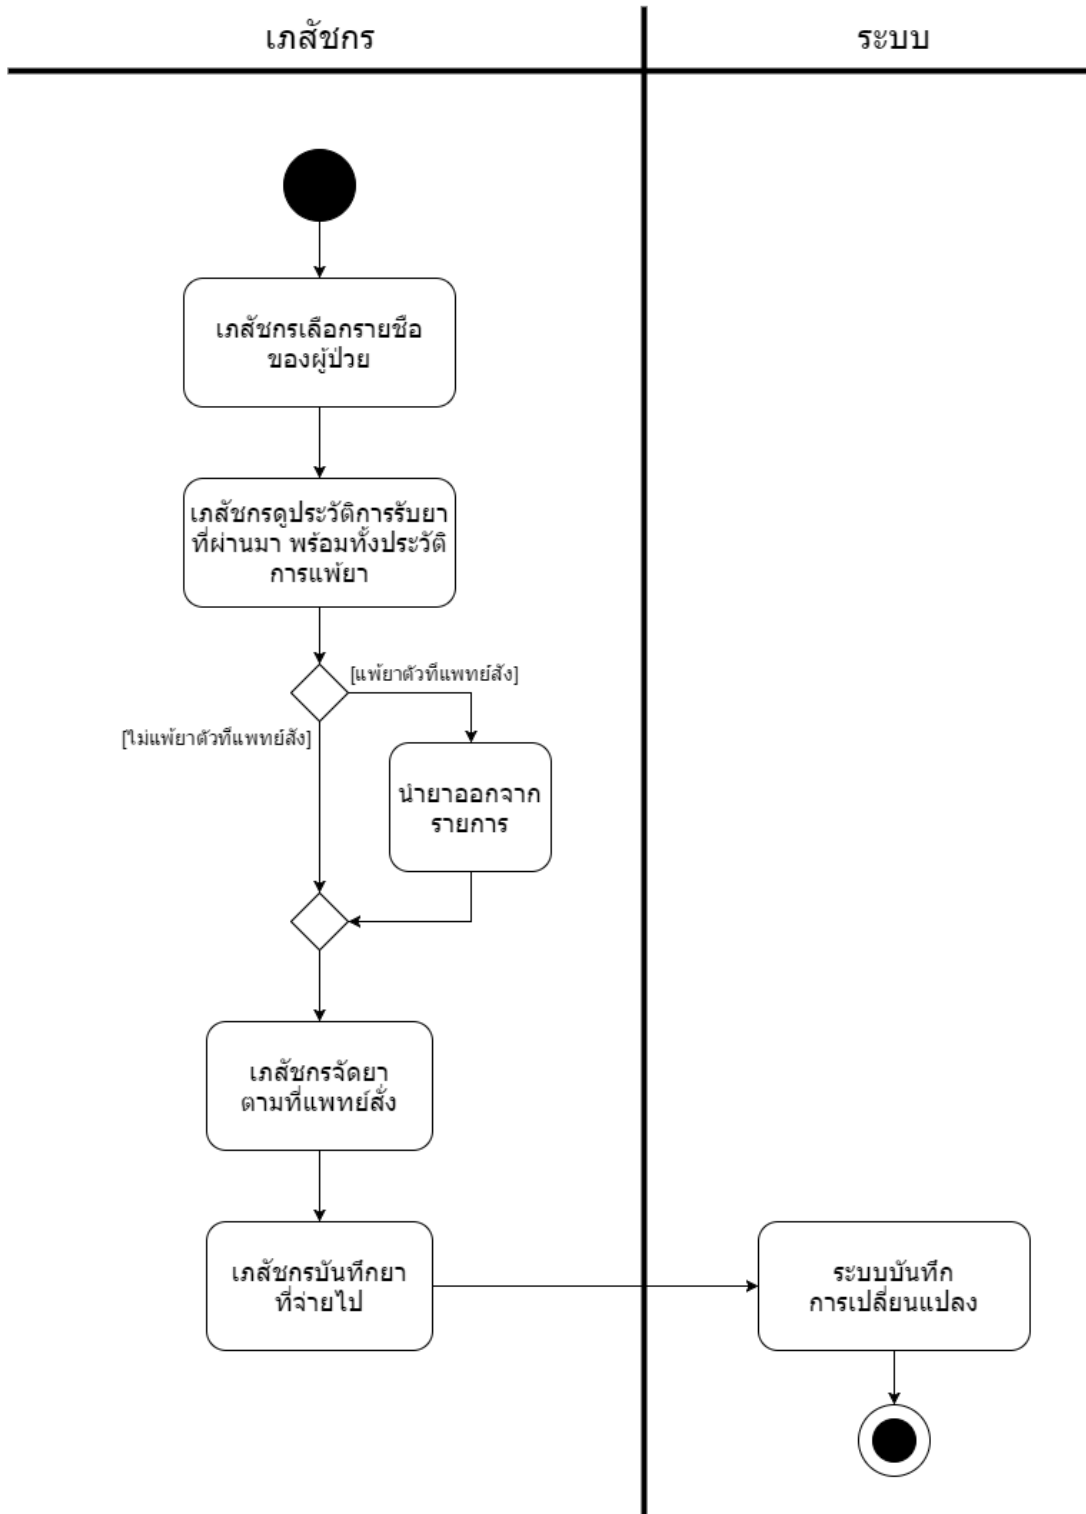 เภสัชกร
ระบบ
เภสัชกรเลือกรายชื่อ
ของผู้ป่วย
เภสัชกรดูประวัติการรับยา
ที่ผ่านมา พร้อมทั้งประวัติ
การแพ้ยา
[แพ้ยาตัวที่แพทย์สั่ง]
[ไม่แพ้ยาตัวที่แพทย์สั่ง]
นำยาออกจาก
รายการ
เภสัชกรจัดยา
ตามที่แพทย์สั่ง
เภสัชกรบันทึกยา
ที่จ่ายไป
ระบบบันทึก
การเปลี่ยนแปลง